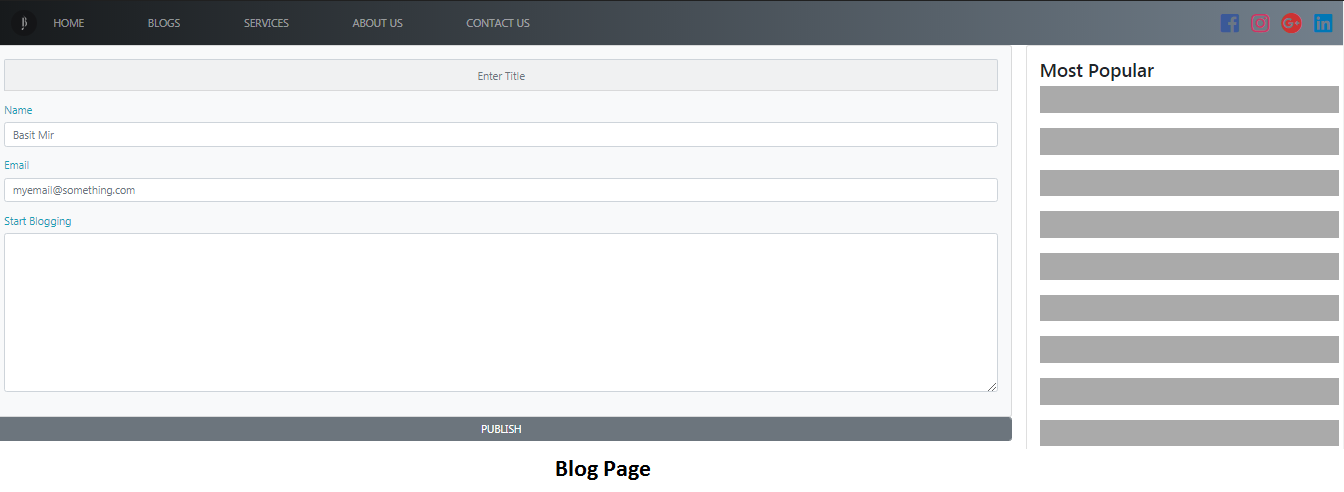 HOME BLOGS SERVICES ABOUT US CONTACT US
Enter Title
Name
Basit Mir
Email
myemail@something.com
Start Blogging
PUBLISH
Most Popular
Blog Page